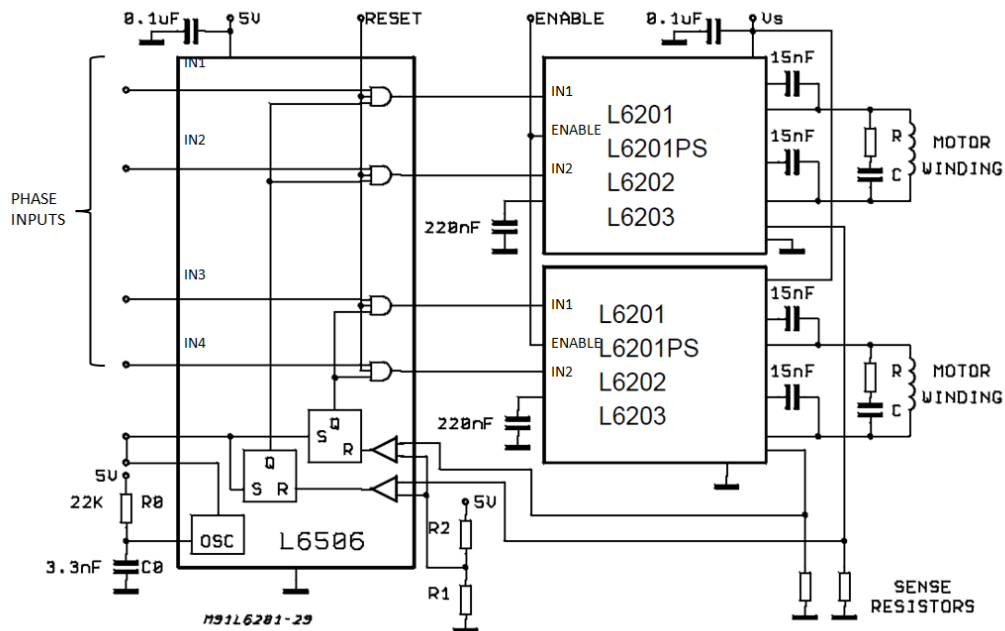 0.1uF
5V
RESET
ENABLE
0.1uF
Vs
IN1
IN2
IN3
IN4
PHASE
INPUTS
IN1
ENABLE
IN2
L6201
L6201PS
L6202
L6203
15nF
15nF
R
C
MOTOR
WINDING
220nF
IN1
ENABLE
IN2
L6201
L6201PS
L6202
L6203
15nF
15nF
R
C
MOTOR
WINDING
220nF
Q
S
R
Q
S
R
5V
22K
R0
OSC
L6506
3.3nF
C0
5V
R2
R1
SENSE
RESISTORS
M91L6201-29